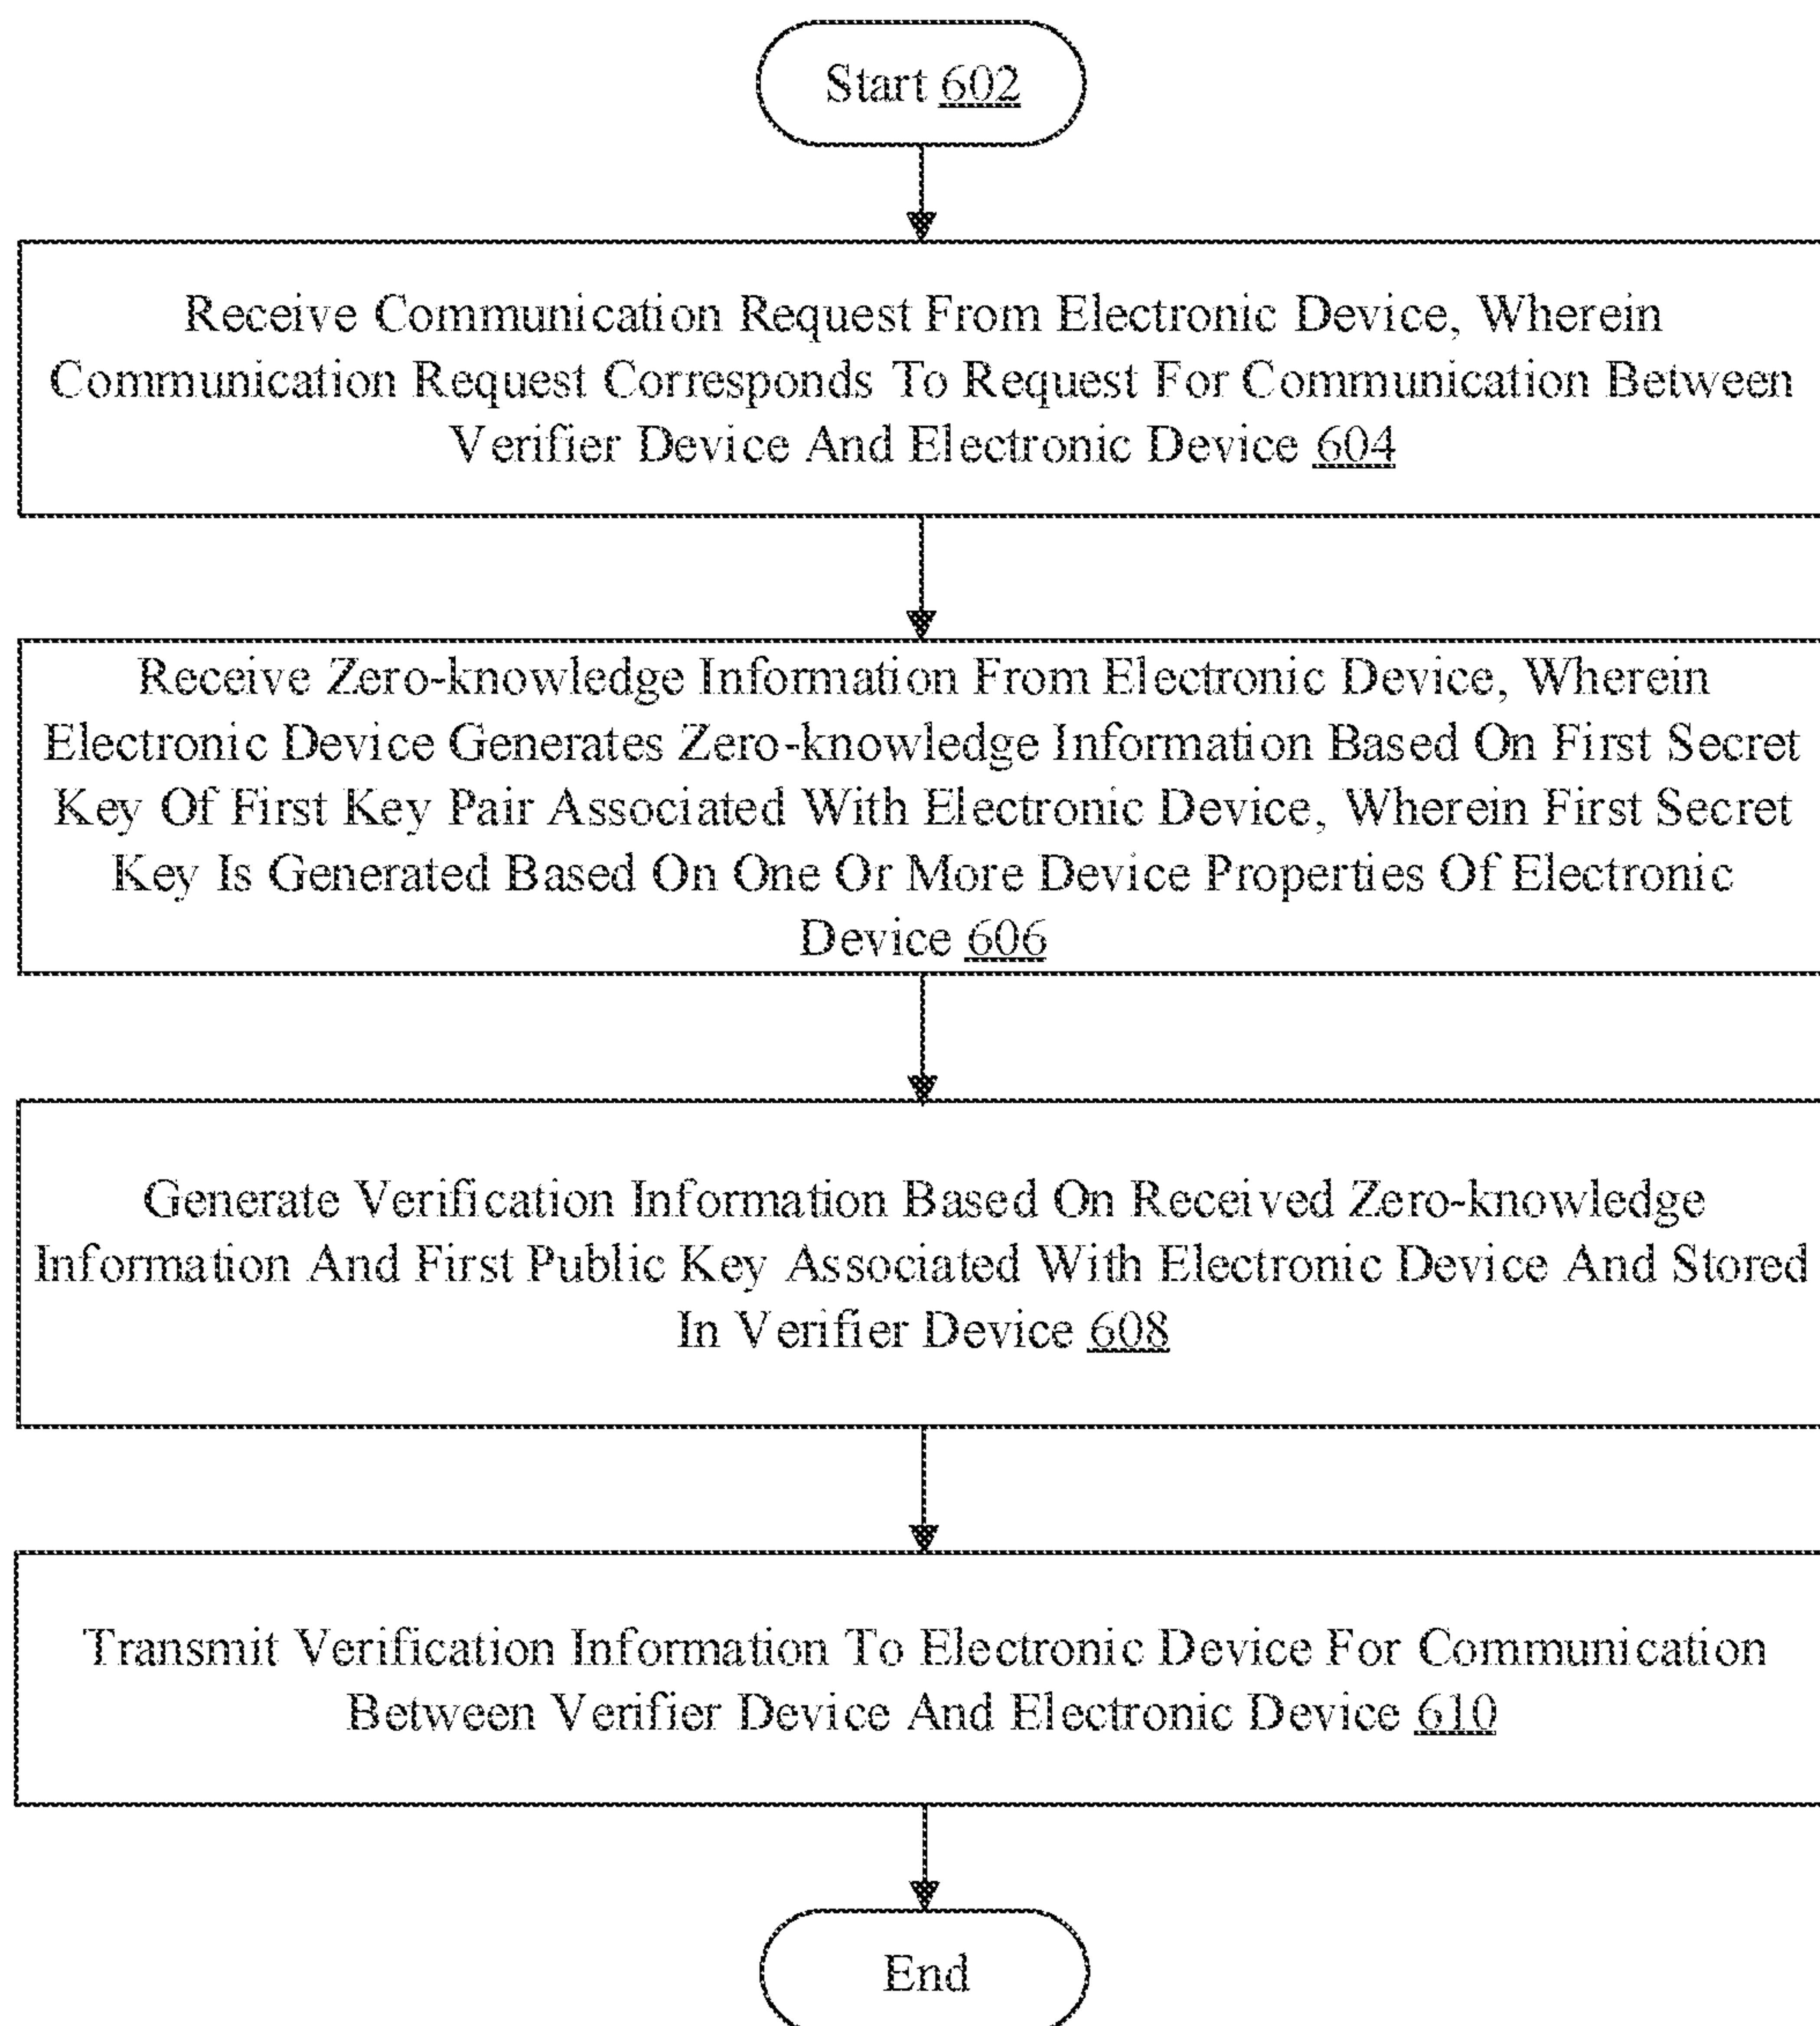 Start 602
Receive Communication Request From Electronic Device, Wherein
Communication Request Corresponds To Request For Communication Between
Verifier Device And Electronic Device 604
Receive Zero-knowledge Information From Electronic Device, Wherein
Electronic Device Generates Zero-knowledge Information Based On First Secret
Key Of First Key Pair Associated With Electronic Device, Wherein First Secret
Key Is Generated Based On One Or More Device Properties Of Electronic
Device 606
Generate Verification Information Based On Received Zero-knowledge
Information And First Public Key Associated With Electronic Device And Stored
In Verifier Device 608
Transmit Verification Information To Electronic Device For Communication
Between Verifier Device And Electronic Device 610
End